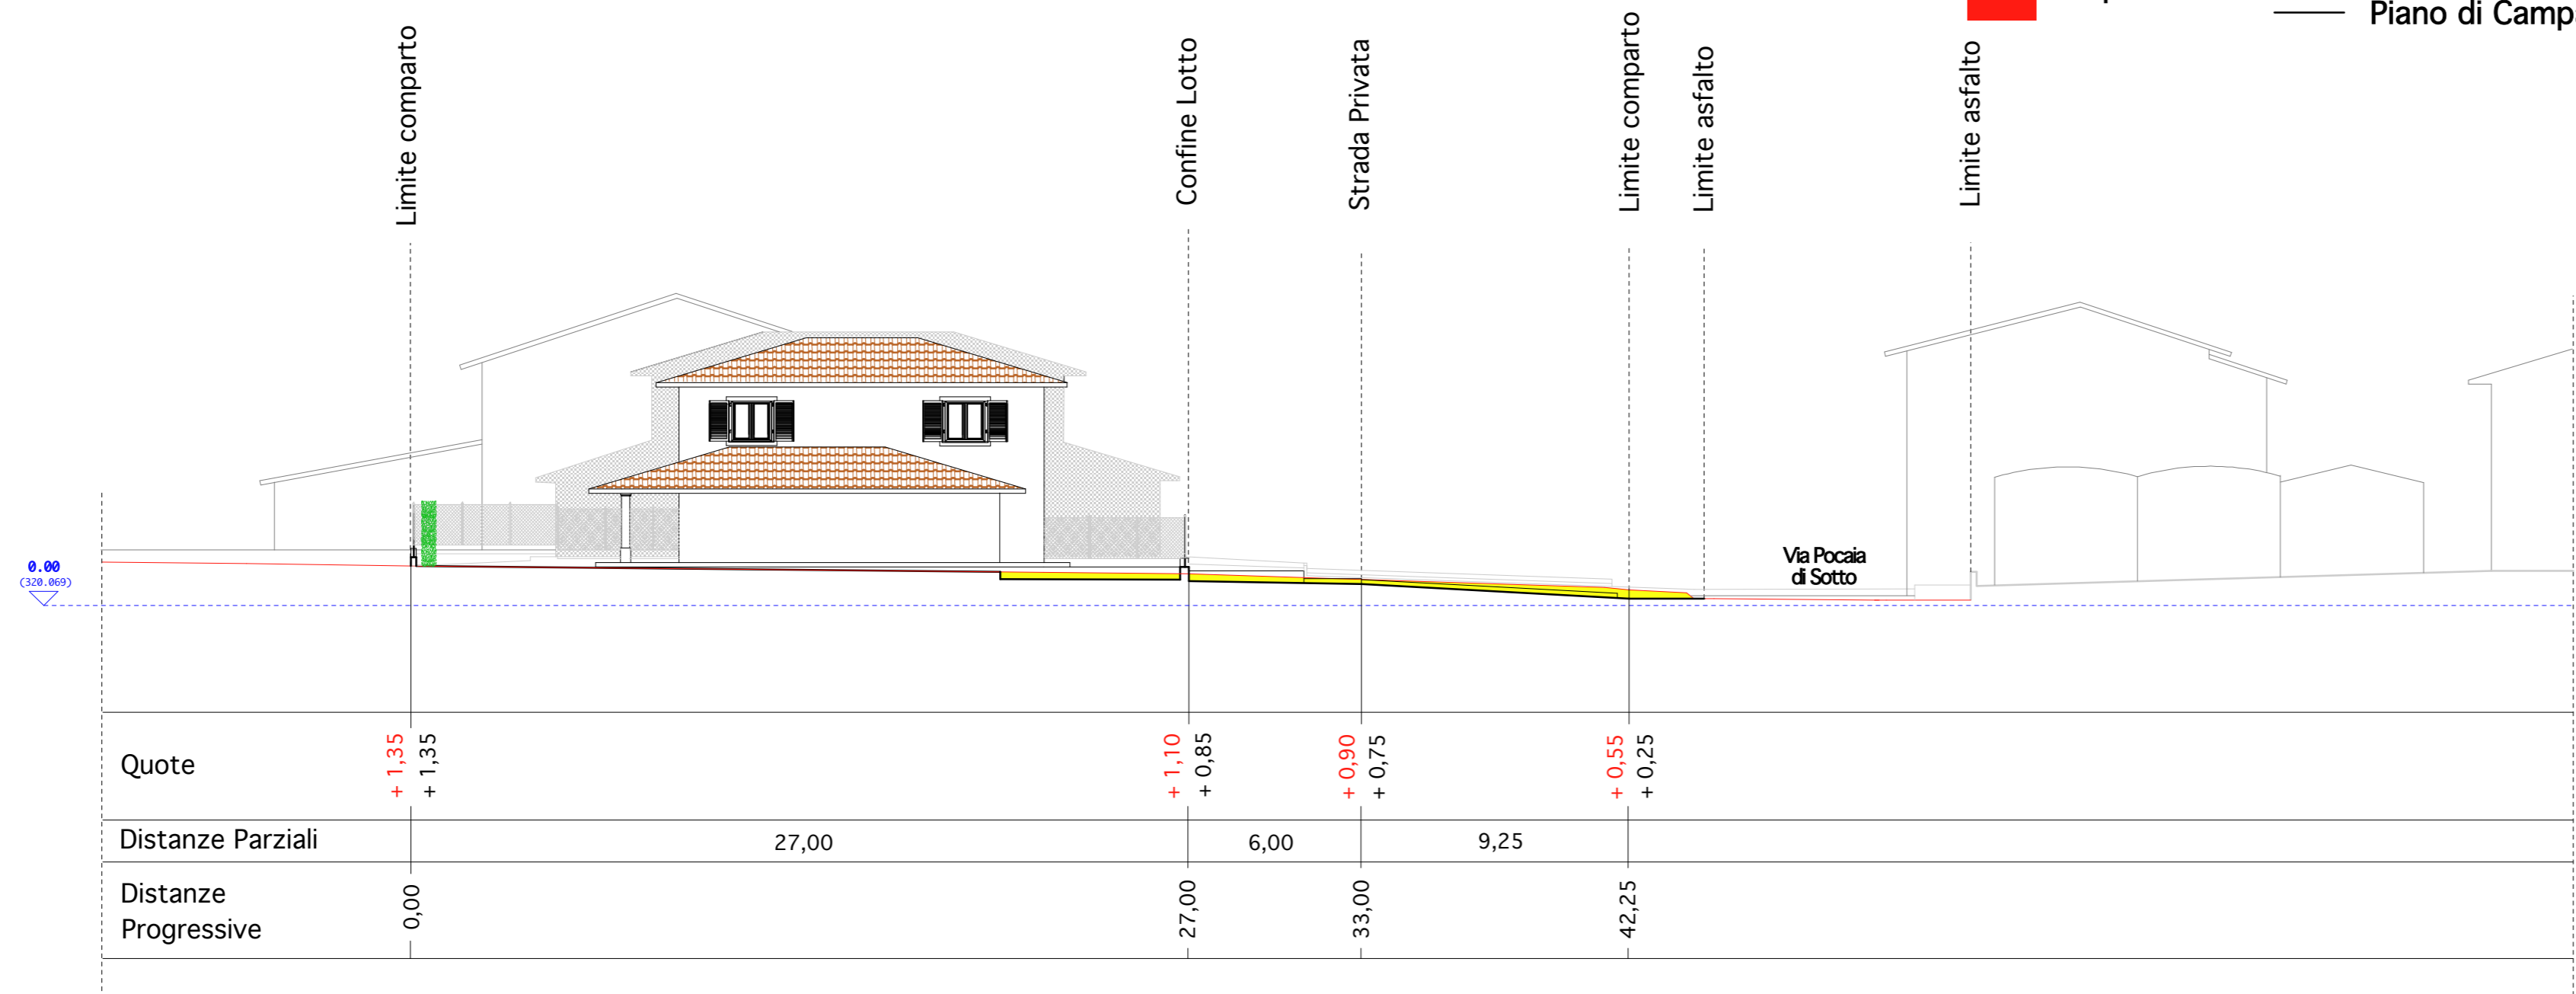 Piano di Camp
Limite comparto
Confine Lotto
Strada Privata
Limite comparto
Limite asfalto
Limite asfalto
0.00
(320.069)
Via Pocaia
di Sotto
Quote
+ 1,35
+ 1,35
+ 1,10
+ 0,85
+ 0,90
+ 0,75
+ 0,55
+ 0,25
Distanze Parziali
27,00
6,00
9,25
Distanze
Progressive
0,00
27,00
33,00
42,25